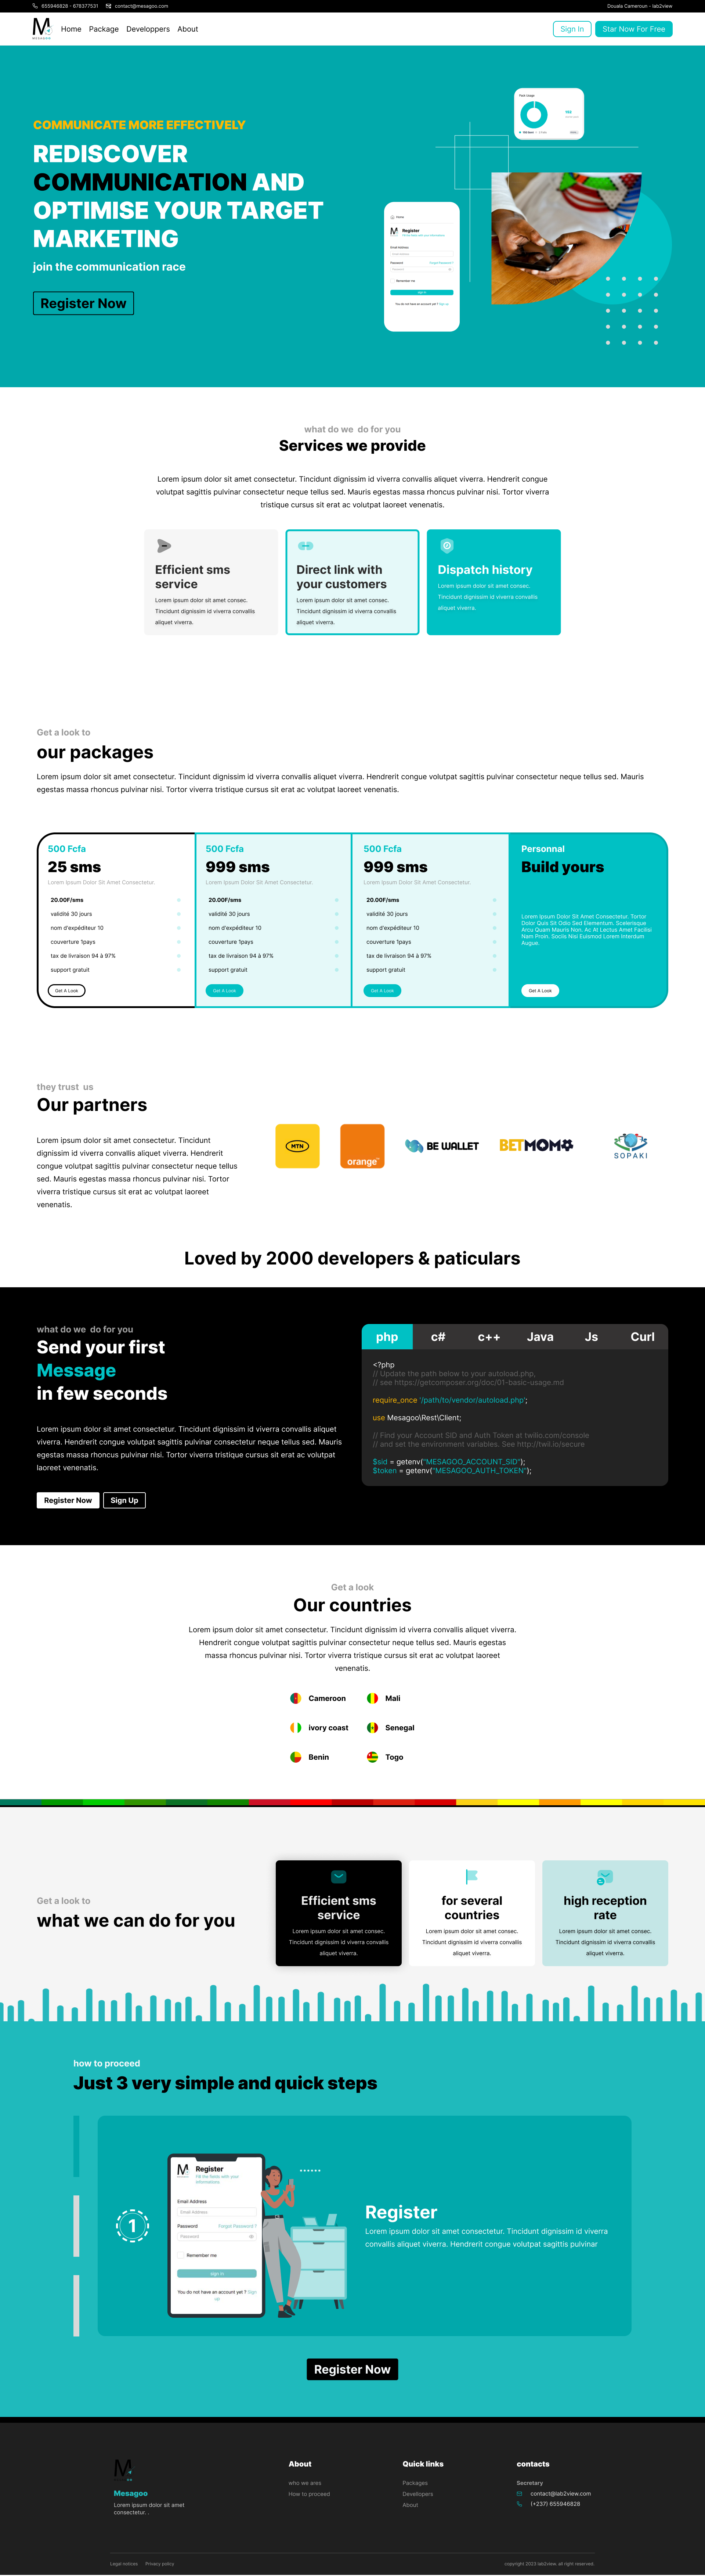 655946828 - 678377531 contact@mesagoo.com Douala Cameroun - lab2view
M
MESSAGOO
Home Package Developpers About Sign In Star Now For Free
COMMUNICATE MORE EFFECTIVELY
REDISCOVER
COMMUNICATION AND
OPTIMISE YOUR TARGET
MARKETING
join the communication race
Register Now
Pack Usage
Home
M
Register
Email Address
Email Address
Password Forgot Password ?
Password
Remember me
sign in
You do not have an account yet ? Sign up
what do we do for you
Services we provide
Lorem ipsum dolor sit amet consectetur. Tincidunt dignissim id viverra convallis aliquet viverra. Hendrerit congue
volutpat sagittis pulvinar consectetur neque tellus sed. Mauris egestas massa rhoncus pulvinar nisi. Tortor viverra
tristique cursus sit erat ac volutpat laoreet venenatis.
Efficient sms
service
Lorem ipsum dolor sit amet consec.
Tincidunt dignissim id viverra convallis
aliquet viverra.
Direct link with
your customers
Lorem ipsum dolor sit amet consec.
Tincidunt dignissim id viverra convallis
aliquet viverra.
Dispatch history
Lorem ipsum dolor sit amet consec.
Tincidunt dignissim id viverra convallis
aliquet viverra.
Get a look to
our packages
Lorem ipsum dolor sit amet consectetur. Tincidunt dignissim id viverra convallis aliquet viverra. Hendrerit congue volutpat sagittis pulvinar consectetur neque tellus sed. Mauris
egestas massa rhoncus pulvinar nisi. Tortor viverra tristique cursus sit erat ac volutpat laoreet venenatis.
500 Fcfa
25 sms
Lorem Ipsum Dolor Sit Amet Consectetur.
20.00F/sms
validité 30 jours
nom d'expéditeur 10
couverture 1pays
tax de livraison 94 à 97%
support gratuit
Get A Look
500 Fcfa
999 sms
Lorem Ipsum Dolor Sit Amet Consectetur.
20.00F/sms
validité 30 jours
nom d'expéditeur 10
couverture 1pays
tax de livraison 94 à 97%
support gratuit
Get A Look
500 Fcfa
999 sms
Lorem Ipsum Dolor Sit Amet Consectetur.
20.00F/sms
validité 30 jours
nom d'expéditeur 10
couverture 1pays
tax de livraison 94 à 97%
support gratuit
Get A Look
Personnal
Build yours
Lorem Ipsum Dolor Sit Amet Consectetur. Tortor
Dolor Quis Sit Odio Sed Elementum. Scelerisque
Arcu Quam Mauris Non. Ac At Lectus Amet Facilisi
Nam Proin. Sociis Nisi Euismod Lorem Interdum
Augue.
Get A Look
they trust us
Our partners
Lorem ipsum dolor sit amet consectetur. Tincidunt
dignissim id viverra convallis aliquet viverra. Hendrerit
congue volutpat sagittis pulvinar consectetur neque tellus
sed. Mauris egestas massa rhoncus pulvinar nisi. Tortor
viverra tristique cursus sit erat ac volutpat laoreet
venenatis.
MTN
orange™
BE WALLET
BETMOMO
SOPAKI
Loved by 2000 developers & paticulars
what do we do for you
Send your first
Message
in few seconds
Lorem ipsum dolor sit amet consectetur. Tincidunt dignissim id viverra convallis aliquet
viverra. Hendrerit congue volutpat sagittis pulvinar consectetur neque tellus sed. Mauris
egestas massa rhoncus pulvinar nisi. Tortor viverra tristique cursus sit erat ac volutpat
laoreet venenatis.
Register Now Sign Up
php c# c++ Java Js Curl
<?php
// Update the path below to your autoload.php,
// see https://getcomposer.org/doc/01-basic-usage.md
require_once '/path/to/vendor/autoload.php';
use Mesagoo\Rest\Client;
// Find your Account SID and Auth Token at twilio.com/console
// and set the environment variables. See http://twil.io/secure
$sid = getenv("MESAGOO_ACCOUNT_SID");
$token = getenv("MESAGOO_AUTH_TOKEN");
Get a look
Our countries
Lorem ipsum dolor sit amet consectetur. Tincidunt dignissim id viverra convallis aliquet viverra.
Hendrerit congue volutpat sagittis pulvinar consectetur neque tellus sed. Mauris egestas
massa rhoncus pulvinar nisi. Tortor viverra tristique cursus sit erat ac volutpat laoreet
venenatis.
Cameroon Mali
ivory coast Senegal
Benin Togo
Get a look to
what we can do for you
Efficient sms
service
Lorem ipsum dolor sit amet consec.
Tincidunt dignissim id viverra convallis
aliquet viverra.
for several
countries
Lorem ipsum dolor sit amet consec.
Tincidunt dignissim id viverra convallis
aliquet viverra.
high reception
rate
Lorem ipsum dolor sit amet consec.
Tincidunt dignissim id viverra convallis
aliquet viverra.
how to proceed
Just 3 very simple and quick steps
1
M
Register
Fill the fields with your
informations
Email Address
Email Address
Password Forgot Password ?
Password
Remember me
sign in
You do not have an account yet ? Sign
up
Register
Lorem ipsum dolor sit amet consectetur. Tincidunt dignissim id viverra
convallis aliquet viverra. Hendrerit congue volutpat sagittis pulvinar
Register Now
M
Mesagoo
Lorem ipsum dolor sit amet
consectetur. .
About
who we ares
How to proceed
Quick links
Packages
Developers
About
contacts
Secretary
contact@lab2view.com
(+237) 655946828
Legal notices Privacy policy copyright 2023 lab2view. all right reserved.